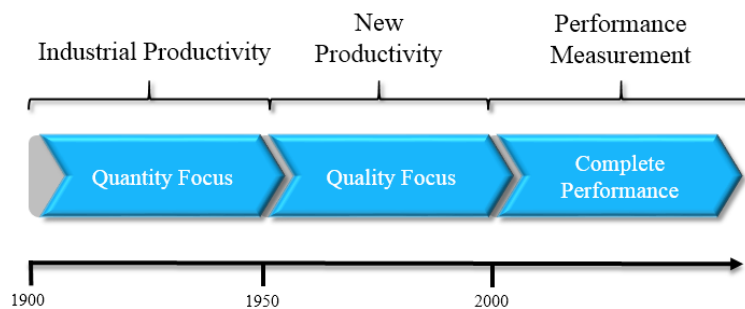 Industrial Productivity
New
Productivity
Performance
Measurement
Quantity Focus
Quality Focus
Complete
Performance
1900
1950
2000